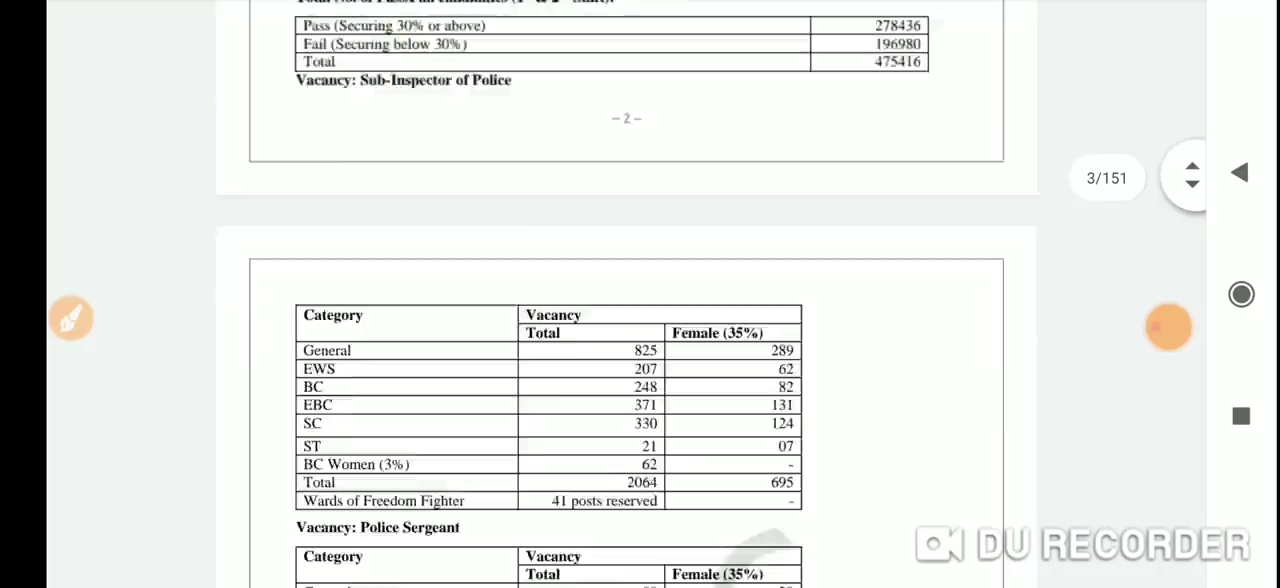 Pass (Securing 30% or above) 278436
Fail (Securing below 30%) 196980
Total 475416
Vacancy: Sub-Inspector of Police
– 2 –
3/151
Category Vacancy
Total Female (35%)
General 825 289
EWS 207 62
BC 248 82
EBC 371 131
SC 330 124
ST 21 07
BC Women (3%) 62 -
Total 2064 695
Wards of Freedom Fighter 41 posts reserved -
Vacancy: Police Sergeant
Category Vacancy
Total Female (35%)
DU RECORDER